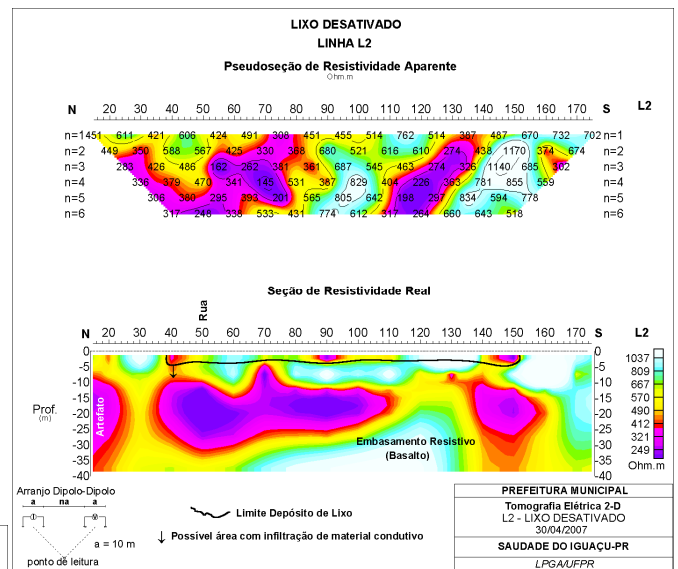 LIXO DESATIVADO
LINHA L2
Pseudoseção de Resistividade Aparente
Ohm.m
N 20 30 40 50 60 70 80 90 100 110 120 130 140 150 160 170 S L2
n=1 451 611 421 606 424 491 308 451 455 514 762 514 387 487 670 732 702 n=1
n=2 449 350 588 567 425 330 368 680 521 616 610 274 438 1170 374 674 n=2
n=3 283 426 486 162 262 381 361 687 545 463 274 326 1140 685 302 n=3
n=4 336 379 470 341 145 531 387 829 404 226 363 781 855 559 n=4
n=5 306 380 295 393 201 565 805 642 198 297 834 594 778 n=5
n=6 317 248 338 533 431 774 612 317 264 660 643 518 n=6
Seção de Resistividade Real
Rua
N 20 30 40 50 60 70 80 90 100 110 120 130 140 150 160 170 S L2
0 0
-5 -5
-10 -10
-15 -15
-20 -20
-25 -25
-30 -30
-35 -35
-40 -40
Prof.
(m)
Artefato
Embasamento Resistivo
(Basalto)
1037
809
667
570
490
412
321
249
Ohm.m
Arranjo Dipolo-Dipolo
a na a
I V
a = 10 m
ponto de leitura
Limite Depósito de Lixo
Possível área com infiltração de material condutivo
PREFEITURA MUNICIPAL
Tomografia Elétrica 2-D
L2 - LIXO DESATIVADO
30/04/2007
SAUDADE DO IGUAÇU-PR
LPGA/UFPR